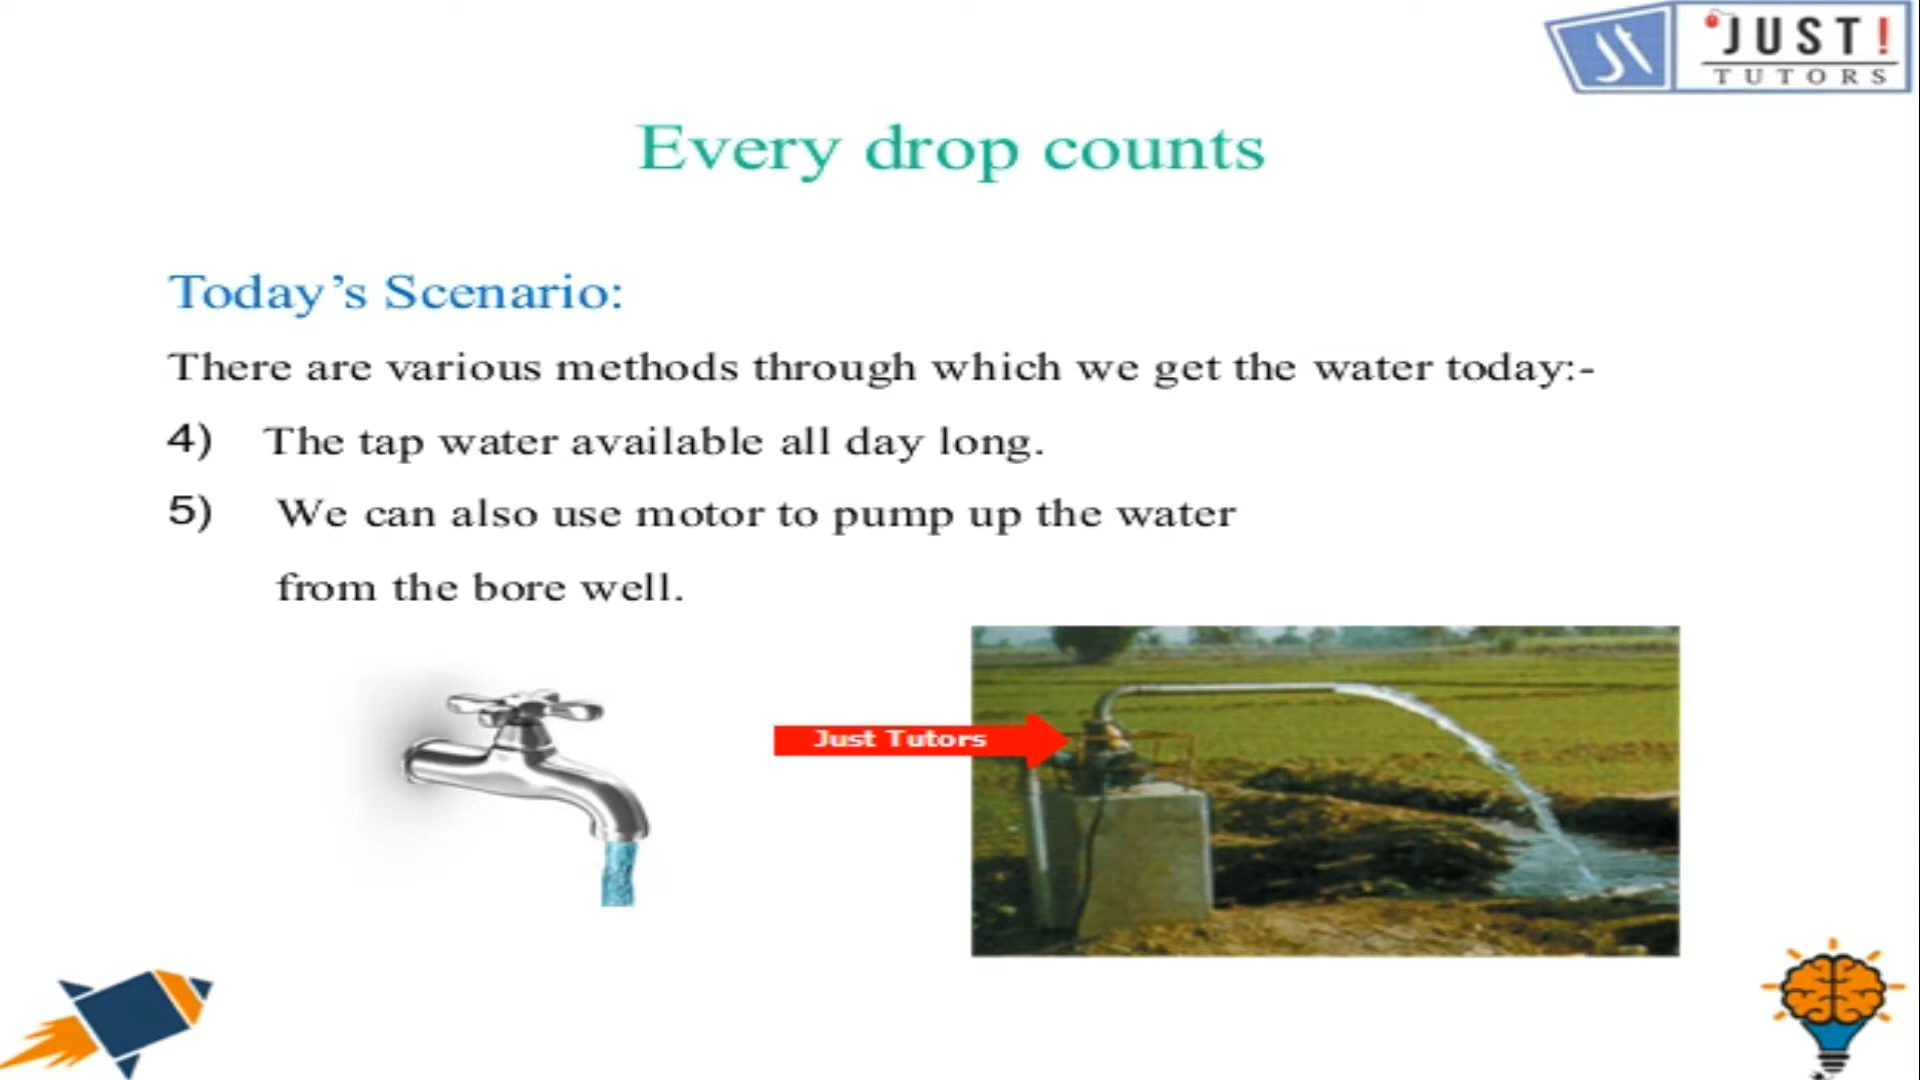 JUST!
TUTORS
Every drop counts
Today's Scenario:
There are various methods through which we get the water today:-
4) The tap water available all day long.
5) We can also use motor to pump up the water
from the bore well.
Just Tutors